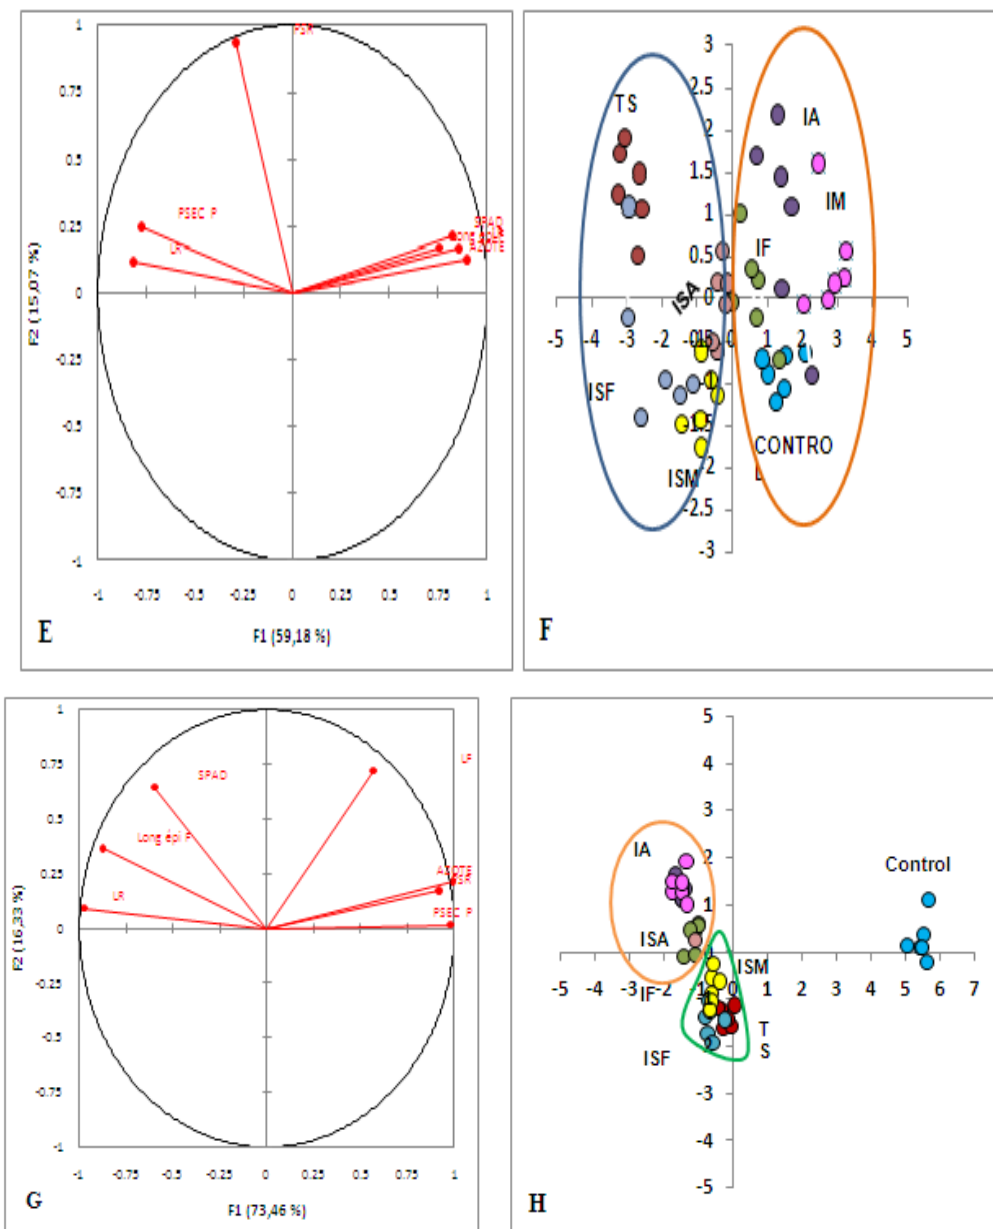 PSR
PSEC P
LR
SPAD
AZOTE
1
0.75
0.5
0.25
0
-0.25
-0.5
-0.75
-1
-1
-0.75
-0.5
-0.25
0
0.25
0.5
0.75
1
F2 (15,07 %)
F1 (59,18 %)
E
3
2.5
2
1.5
1
0.5
0
-1.5
-2
-2.5
-3
-5
-4
-3
-2
1
2
3
4
5
TS
IA
IM
IF
ISA
ISF
ISM
CONTRO
L
F
LF
SPAD
Long épi P
LR
AZOTE
PSEC P
1
0.75
0.5
0.25
0
-0.25
-0.5
-0.75
-1
-1
-0.75
-0.5
-0.25
0
0.25
0.5
0.75
1
F2 (16,33 %)
F1 (73,46 %)
G
5
4
3
2
1
-3
-4
-5
-5
-4
-3
-2
-1
0
1
2
3
4
5
6
7
IA
Control
ISA
ISM
IF
T
S
ISF
H